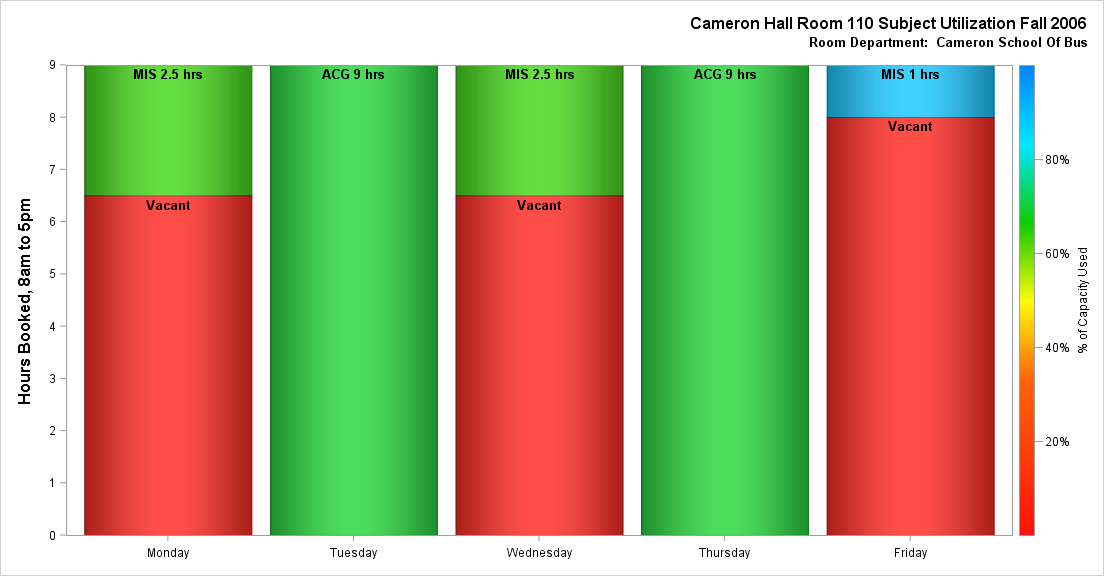 Cameron Hall Room 110 Subject Utilization Fall 2006
Room Department:  Cameron School Of Bus
Hours Booked, 8am to 5pm
9
8
7
6
5
4
3
2
1
0
MIS 2.5 hrs
Vacant
ACG 9 hrs
MIS 2.5 hrs
Vacant
ACG 9 hrs
MIS 1 hrs
Vacant
Monday
Tuesday
Wednesday
Thursday
Friday
80%
60%
40%
20%
% of Capacity Used